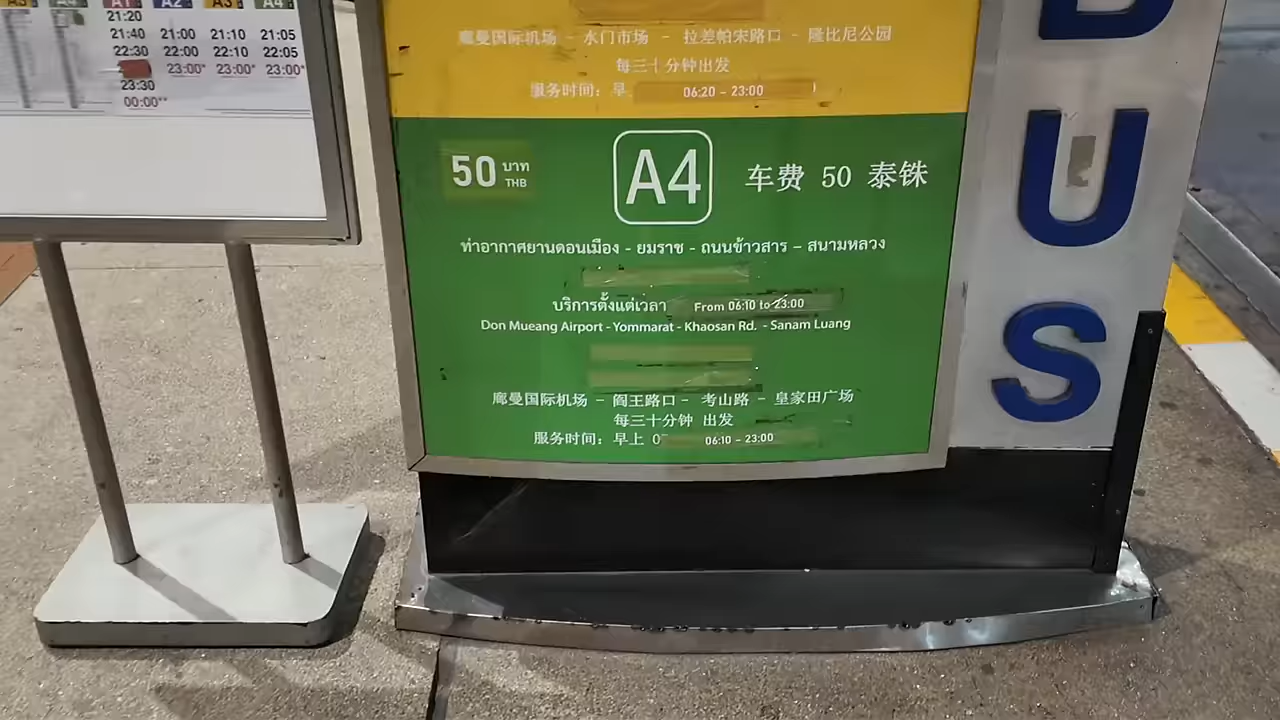 A1 A2 A3 A4
21:20
21:40 21:00 21:10 21:05
22:30 22:00 22:10 22:05
23:00* 23:00* 23:00*
23:30
00:00**
廊曼国际机场 - 水门市场 - 拉差帕宋路口 - 隆比尼公园
每三十分钟出发
服务时间: 早 06:20 - 23:00
50 บาท THB
A4
车费 50 泰铢
ท่าอากาศยานดอนเมือง - ยมราช - ถนนข้าวสาร - สนามหลวง
บริการตั้งแต่เวลา From 06:10 to 23:00
Don Mueang Airport - Yommarat - Khaosan Rd. - Sanam Luang
廊曼国际机场 - 阎王路口 - 考山路 - 皇家田广场
每三十分钟 出发
服务时间: 早上 0 06:10 - 23:00
BUS